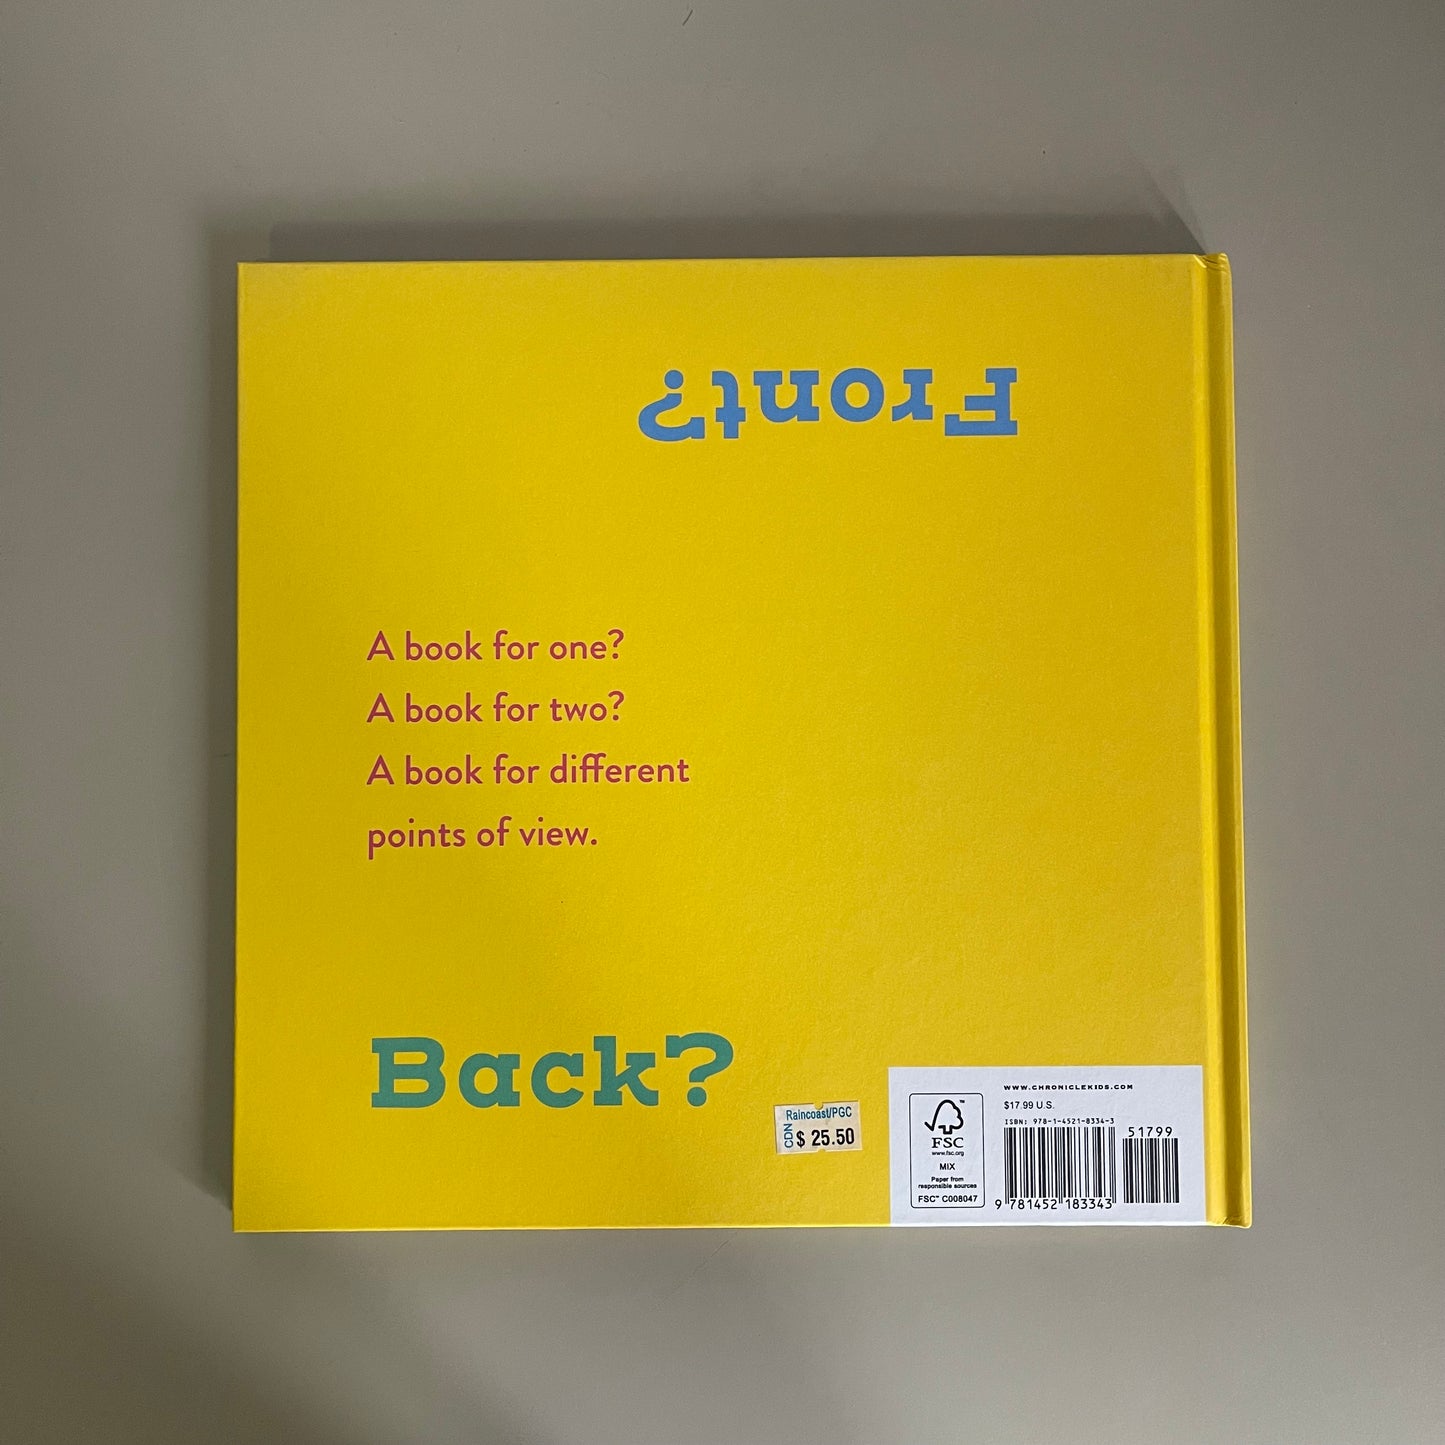 Front?
A book for one?
A book for two?
A book for different
points of view.
Back?
Raincoast/PGC
CDN
$ 25.50
WWW.CHRONICLEKIDS.COM
$17.99 U.S.
ISBN: 978-1-4521-8334-3
51799
9 781452 183343
™
FSC
www.fsc.org
MIX
Paper from
responsible sources
FSC™ C008047